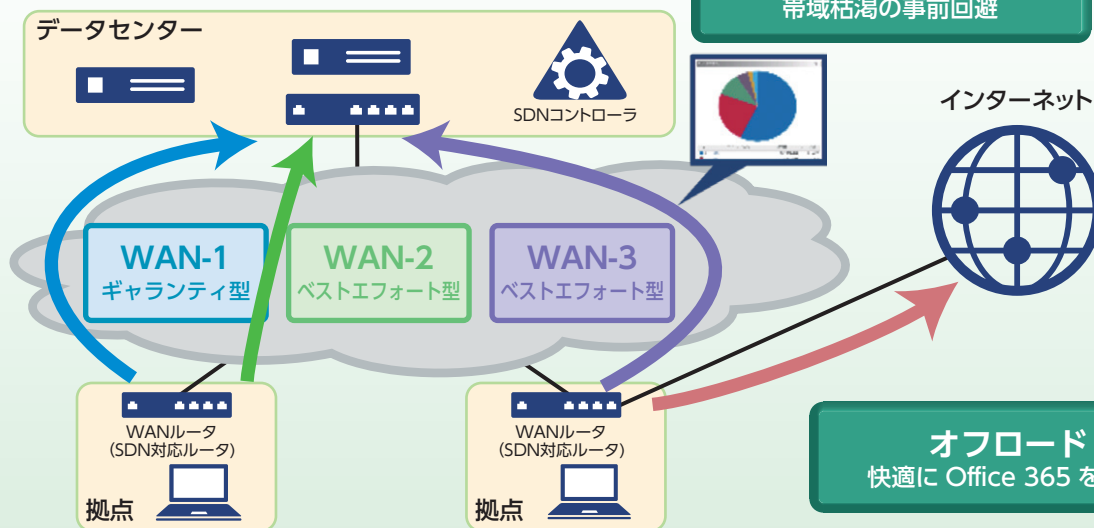 帯域枯渇の事前回避
データセンター
SDNコントローラ
インターネット
WAN-1
ギャランティ型
WAN-2
ベストエフォート型
WAN-3
ベストエフォート型
WANルータ
(SDN対応ルータ)
拠点
WANルータ
(SDN対応ルータ)
拠点
オフロード
快適に Office 365 を